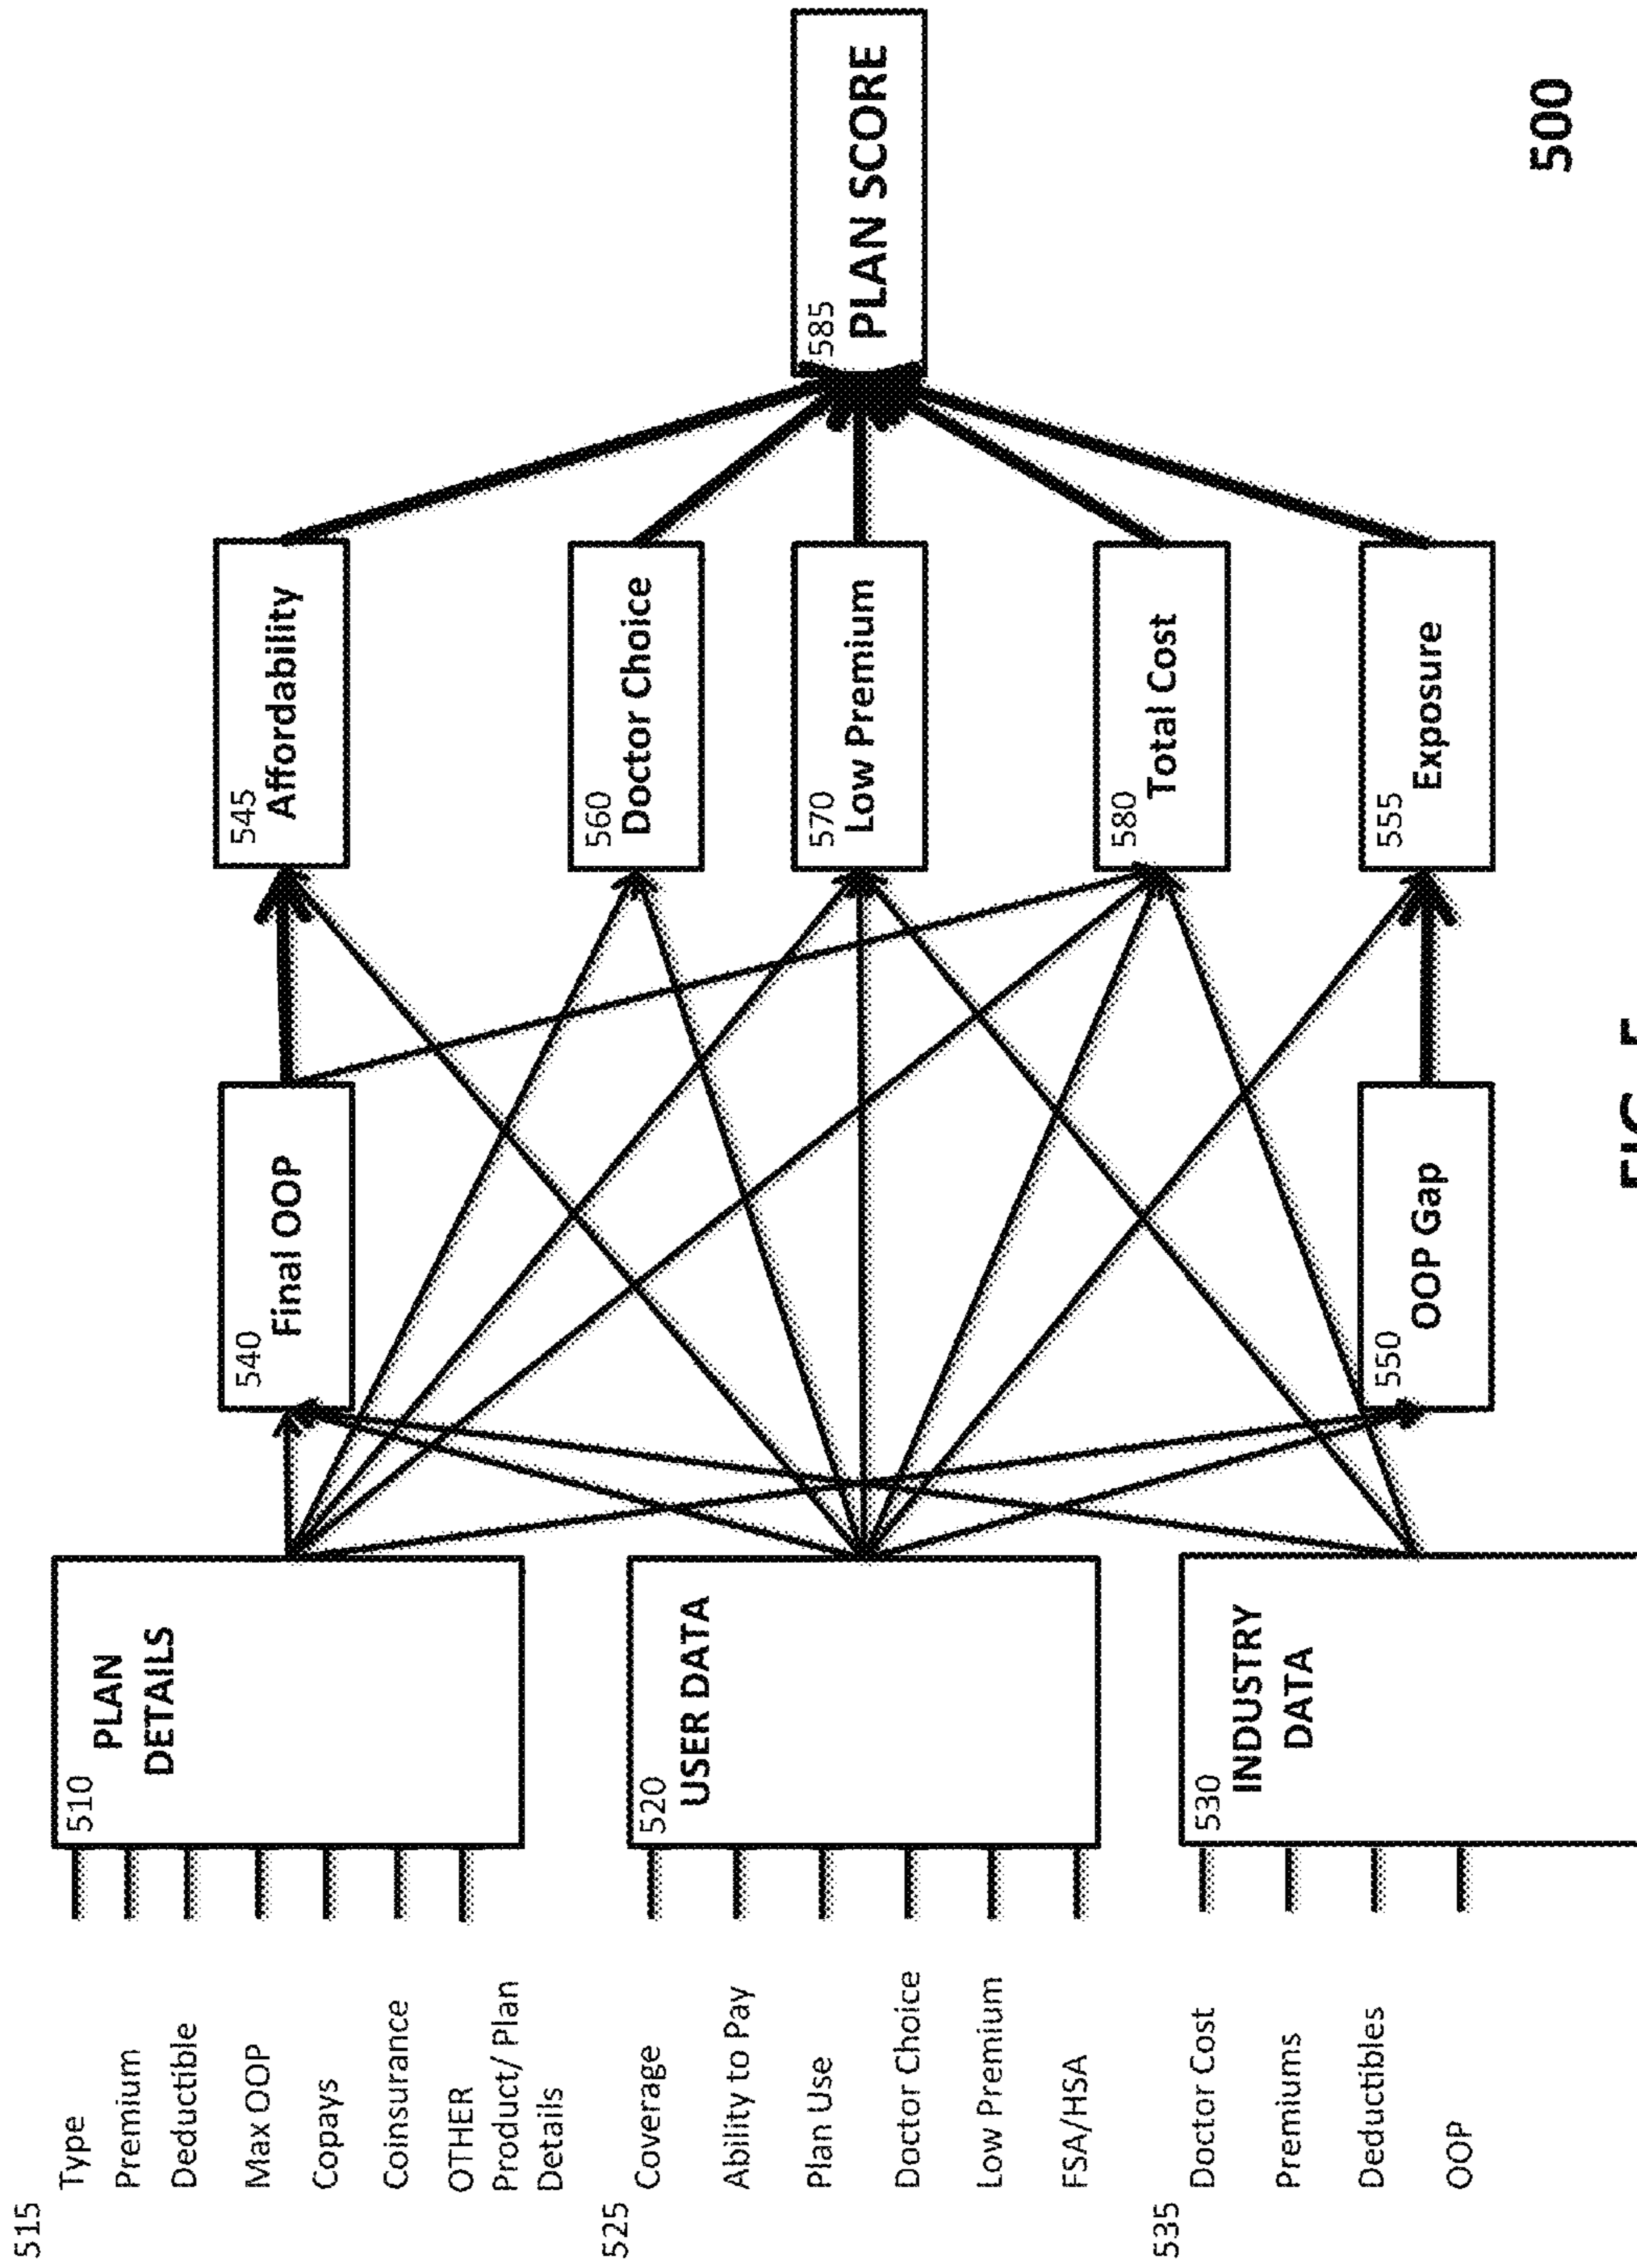 515
Type
Premium
Deductible
Max OOP
Copays
Coinsurance
OTHER
Product/ Plan
Details
525
Coverage
Ability to Pay
Plan Use
Doctor Choice
Low Premium
FSA/HSA
535
Doctor Cost
Premiums
Deductibles
OOP
510
PLAN
DETAILS
520
USER DATA
530
INDUSTRY
DATA
540
Final OOP
550
OOP Gap
545
Affordability
560
Doctor Choice
570
Low Premium
580
Total Cost
555
Exposure
585
PLAN SCORE
500